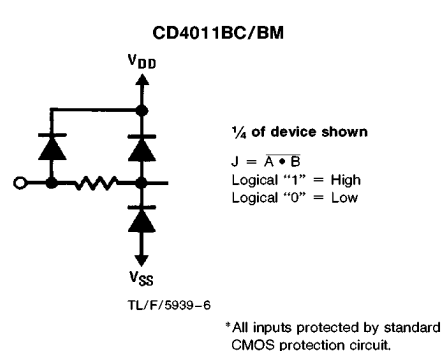 CD4011BC/BM
VDD
¼ of device shown
J = A • B
Logical “1” = High
Logical “0” = Low
VSS
TL/F/5939–6
*All inputs protected by standard
CMOS protection circuit.